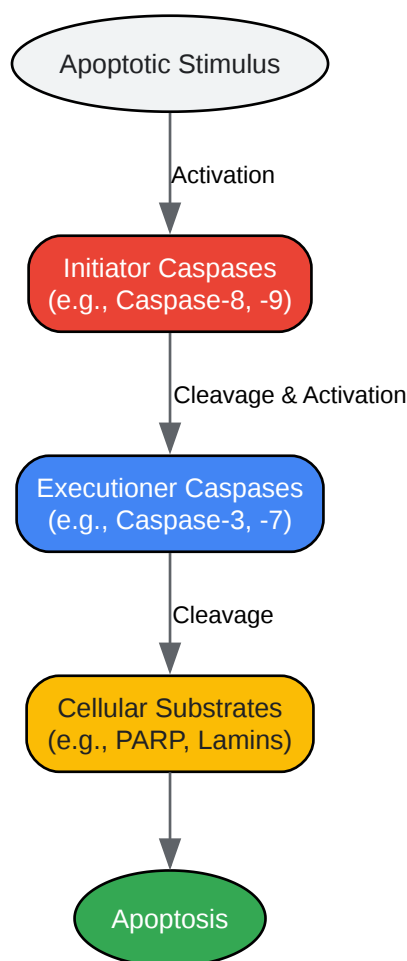 Apoptotic Stimulus
Activation
Initiator Caspases
(e.g., Caspase-8, -9)
Cleavage & Activation
Executioner Caspases
(e.g., Caspase-3, -7)
Cleavage
Cellular Substrates
(e.g., PARP, Lamins)
Apoptosis